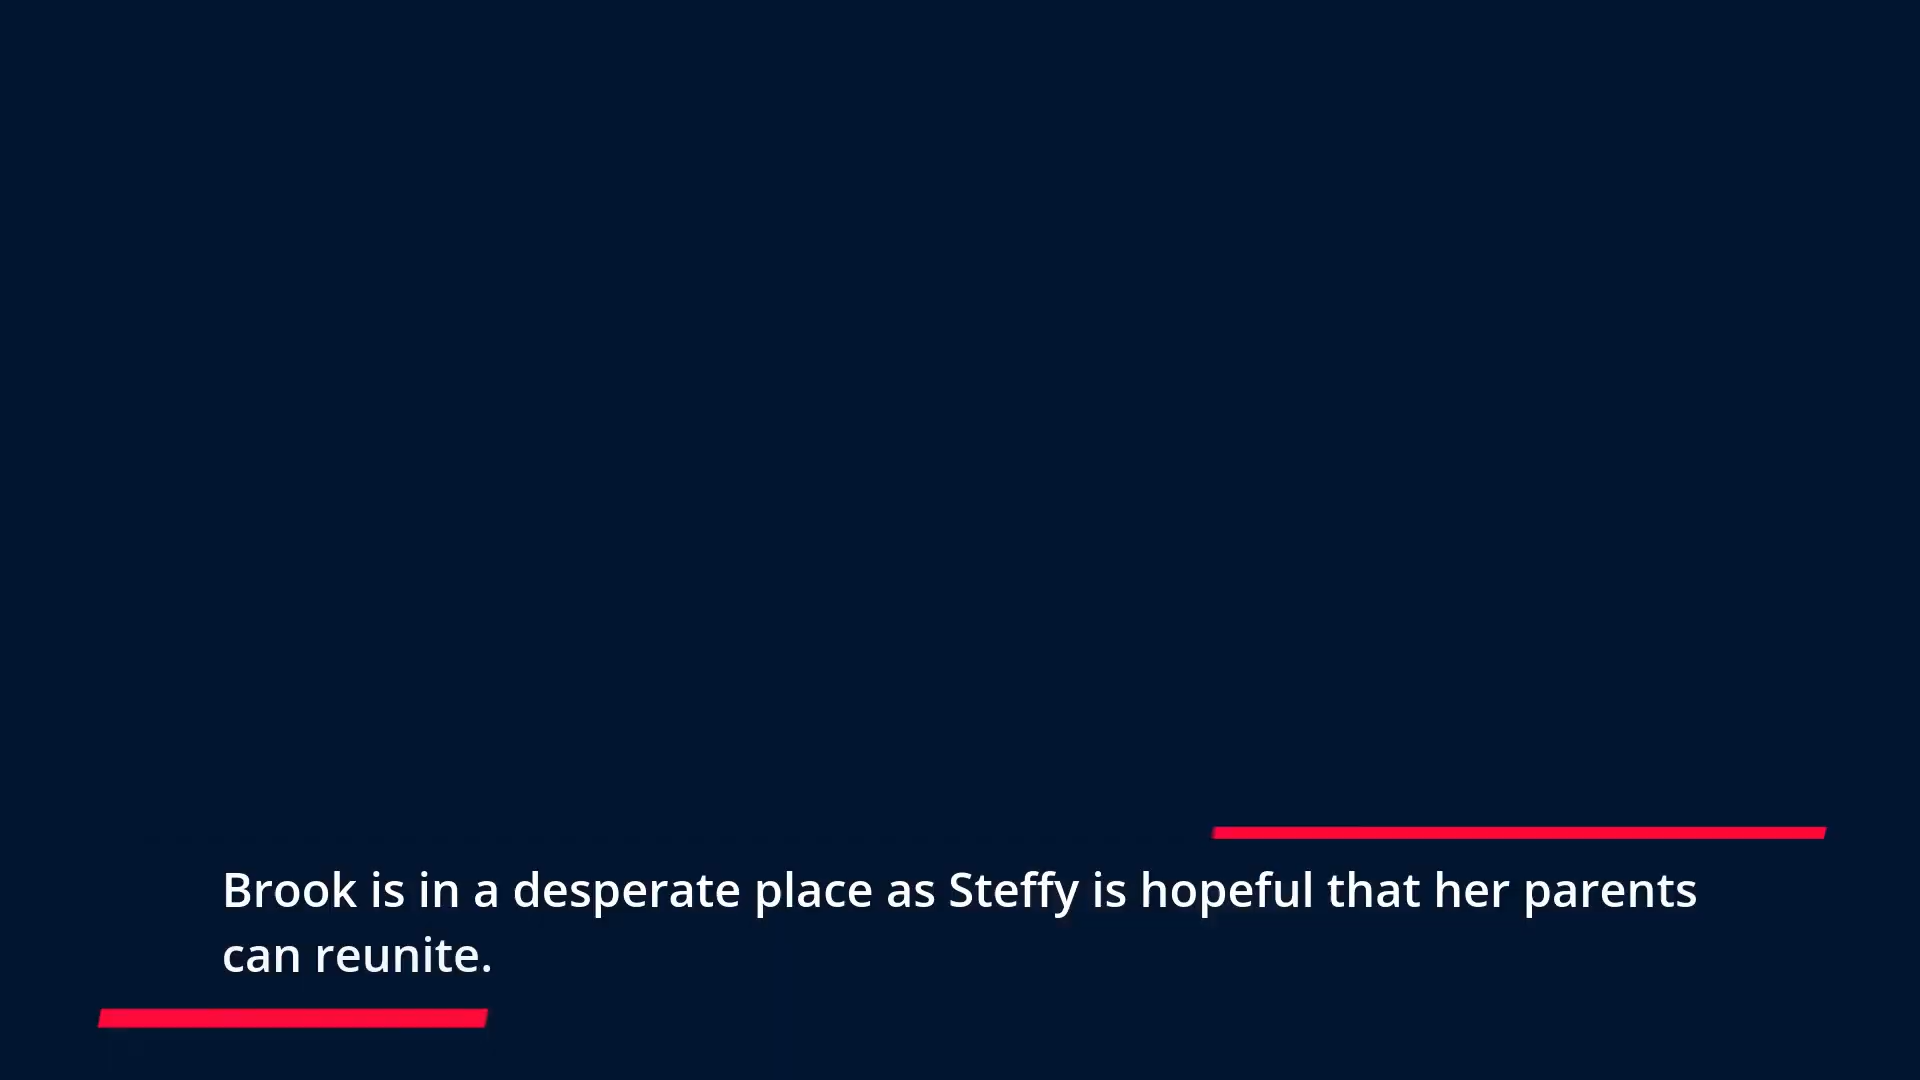 Brook is in a desperate place as Steffy is hopeful that her parents
can reunite.